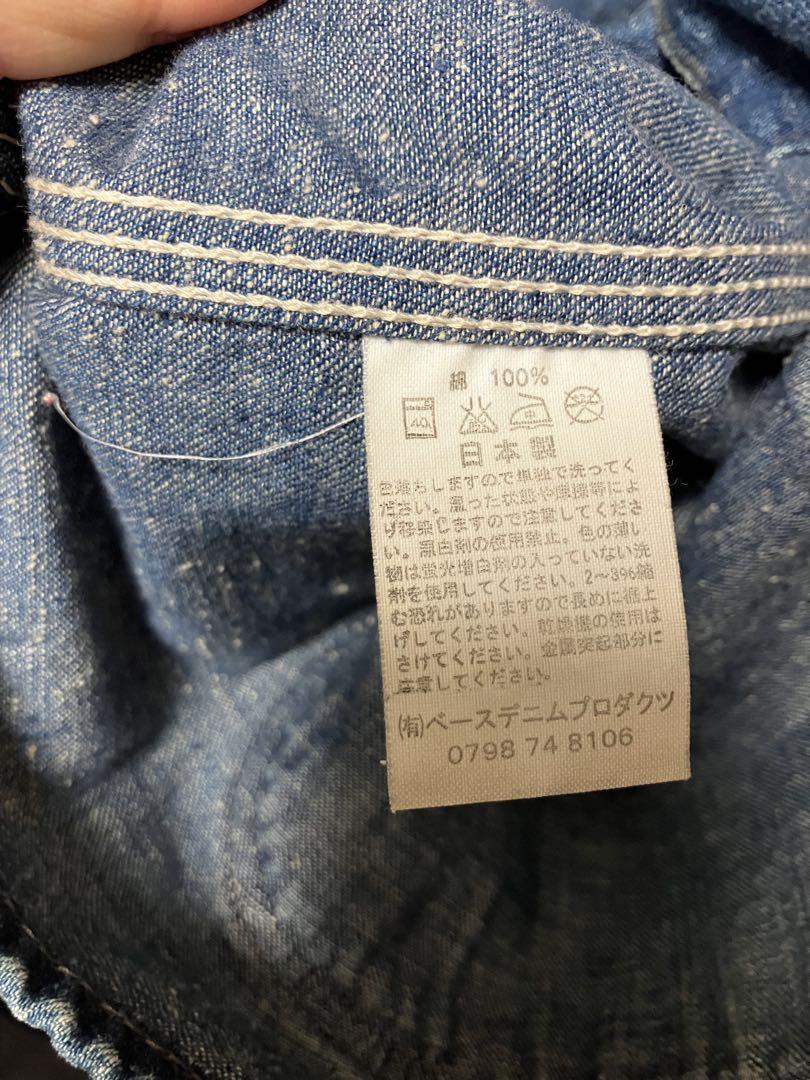 綿 100%
40
中
日本製
色落ちしますので単独で洗ってく
ださい。湿った状態や摩擦等によ
り移染しますので注意してくださ
い。漂白剤の使用禁止。色の薄い
物は蛍光増白剤の入っていない洗
剤を使用してください。2～3%縮
む恐れがありますので長めに裾上
げしてください。乾燥機の使用は
さけてください。金属突起部分に
注意してください。
(有)ベースデニムプロダクツ
0798 74 8106